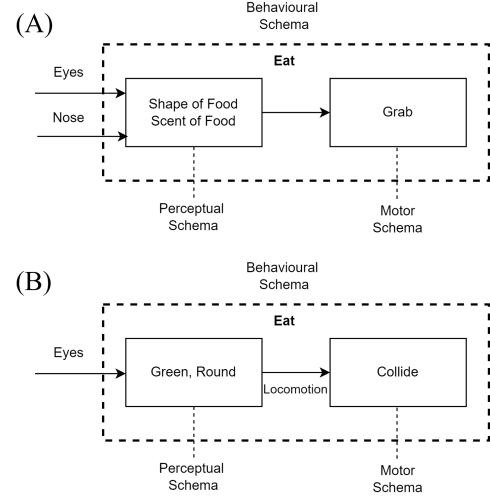 (A)
Behavioural
Schema
Eat
Eyes
Nose
Shape of Food
Scent of Food
Grab
Perceptual
Schema
Motor
Schema
(B)
Behavioural
Schema
Eat
Eyes
Green, Round
Locomotion
Collide
Perceptual
Schema
Motor
Schema